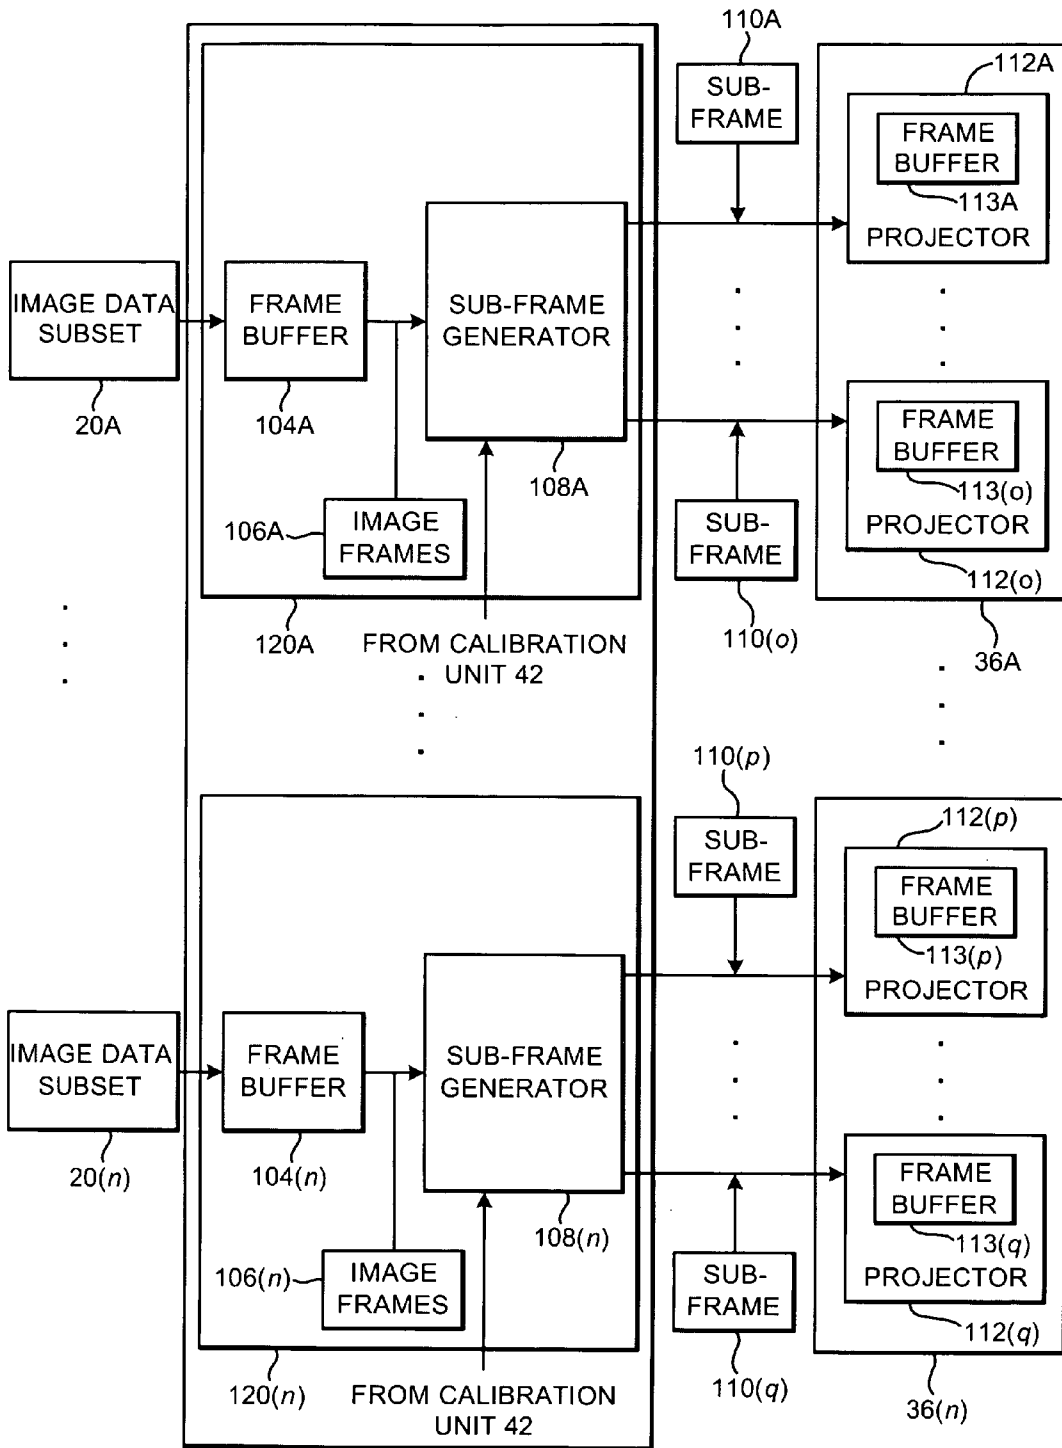 110A
SUB-
FRAME
112A
FRAME
BUFFER
113A
PROJECTOR
IMAGE DATA
SUBSET
20A
FRAME
BUFFER
104A
SUB-FRAME
GENERATOR
108A
106A
IMAGE
FRAMES
120A
FROM CALIBRATION
UNIT 42
SUB-
FRAME
110(o)
FRAME
BUFFER
113(o)
PROJECTOR
112(o)
36A
110(p)
SUB-
FRAME
112(p)
FRAME
BUFFER
113(p)
PROJECTOR
IMAGE DATA
SUBSET
20(n)
FRAME
BUFFER
104(n)
SUB-FRAME
GENERATOR
108(n)
106(n)
IMAGE
FRAMES
120(n)
FROM CALIBRATION
UNIT 42
SUB-
FRAME
110(q)
FRAME
BUFFER
113(q)
PROJECTOR
112(q)
36(n)